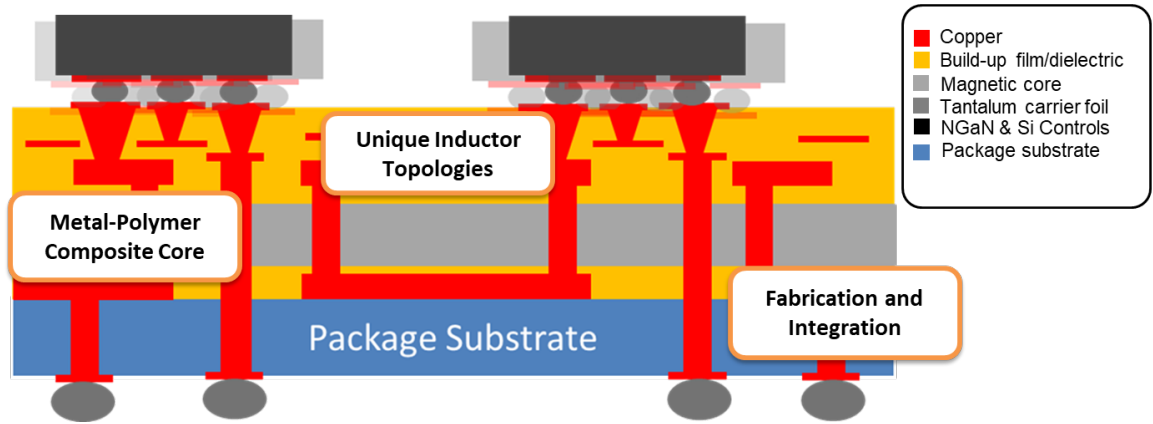 Unique Inductor
Topologies
Metal-Polymer
Composite Core
Fabrication and
Integration
Package Substrate
Copper
Build-up film/dielectric
Magnetic core
Tantalum carrier foil
NGaN & Si Controls
Package substrate